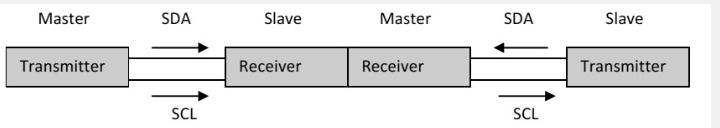 Master SDA Slave Master SDA Slave
Transmitter Receiver Receiver Transmitter
SCL SCL